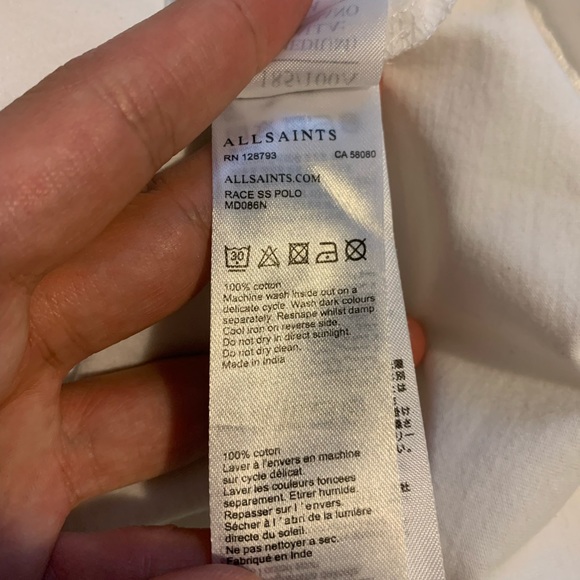 ALLSAINTS
RN 128793 CA 58080
ALLSAINTS.COM
RACE SS POLO
MD086N
30
100% cotton
Machine wash inside out on a
delicate cycle. Wash dark colours
separately. Reshape whilst damp
Cool iron on reverse side.
Do not dry in direct sunlight.
Do not dry clean.
Made in India
100% coton
Laver à l'envers en machine
sur cycle délicat.
Laver les couleurs foncees
separement. Etirer humide.
Repasser sur l'envers.
Sécher à l'abri de la lumière
directe du soleil.
Ne pas nettoyer a sec.
Fabriqué en Inde